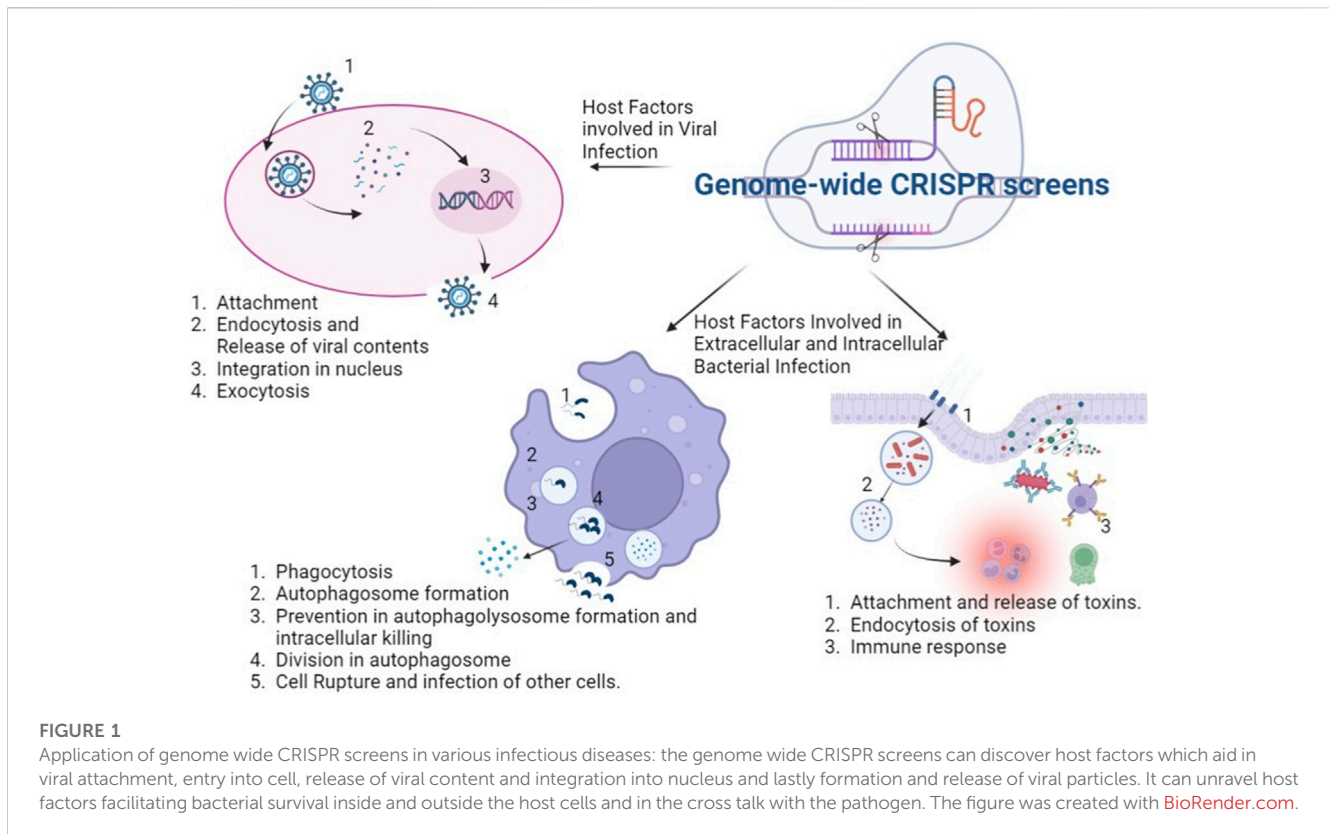 1
Host Factors
involved in Viral
Infection
2
3
Genome-wide CRISPR screens
4
1. Attachment
2. Endocytosis and
Release of viral contents
3. Integration in nucleus
4. Exocytosis
Host Factors Involved in
Extracellular and Intracellular
Bacterial Infection
1
2
3
4
5
1. Phagocytosis
2. Autophagosome formation
3. Prevention in autophagolysosome formation and
intracellular killing
4. Division in autophagosome
5. Cell Rupture and infection of other cells.
1
2
3
1. Attachment and release of toxins.
2. Endocytosis of toxins
3. Immune response
FIGURE 1
Application of genome wide CRISPR screens in various infectious diseases: the genome wide CRISPR screens can discover host factors which aid in
viral attachment, entry into cell, release of viral content and integration into nucleus and lastly formation and release of viral particles. It can unravel host
factors facilitating bacterial survival inside and outside the host cells and in the cross talk with the pathogen. The figure was created with BioRender.com.